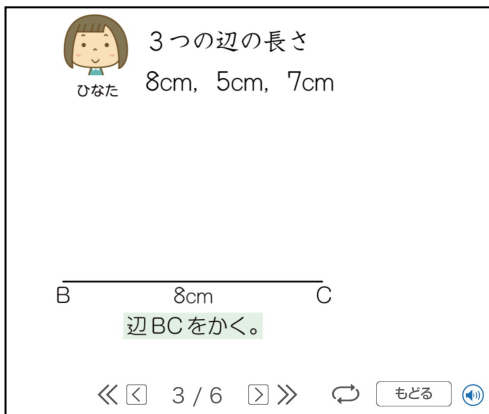 3つの辺の長さ
ひなた
8cm, 5cm, 7cm
B 8cm C
辺BCをかく。
3 / 6
もどる